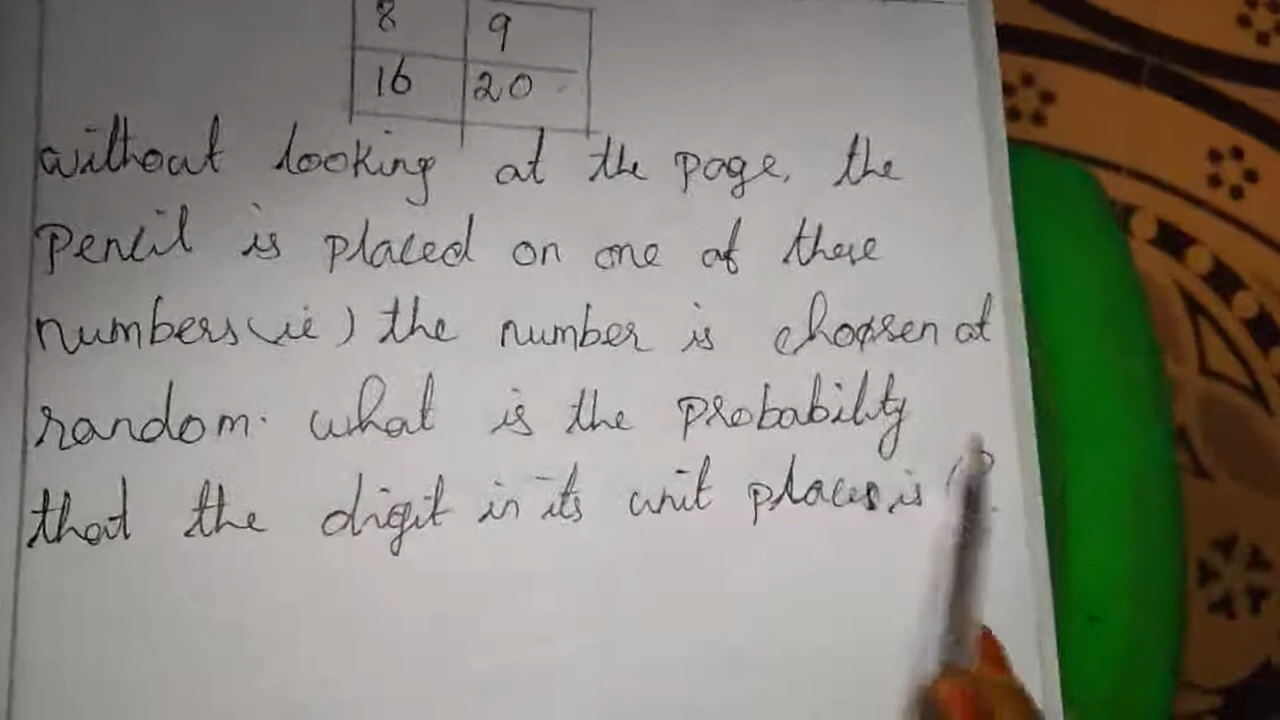 8 9
16 20
without looking at the page, the
pencil is placed on one of these
numbers (ie) the number is choosen at
random. what is the probability
that the digit in its unit places is